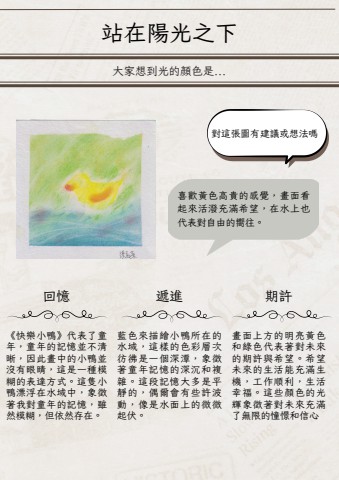 站在陽光之下
大家想到光的顏色是...
對這張圖有建議或想法嗎
喜歡黃色高貴的感覺，畫面看
起來活潑充滿希望，在水上也
代表對自由的嚮往。
回憶
《快樂小鴨》代表了童
年，童年的記憶並不清
晰，因此畫中的小鴨並
沒有眼睛，這是一種模
糊的表達方式。這隻小
鴨漂浮在水域中，象徵
著我對童年的記憶，雖
然模糊，但依然存在。
遞進
藍色來描繪小鴨所在的
水域，這樣的色彩層次
彷彿是一個深潭，象徵
著童年記憶的深沉和複
雜。這段記憶大多是平
靜的，偶爾會有些許波
動，像是水面上的微微
起伏。
期許
畫面上方的明亮黃色
和綠色代表著對未來
的期許與希望。希望
未來的生活能充滿生
機，工作順利，生活
幸福。這些顏色的光
輝象徵著對未來充滿
了無限的憧憬和信心